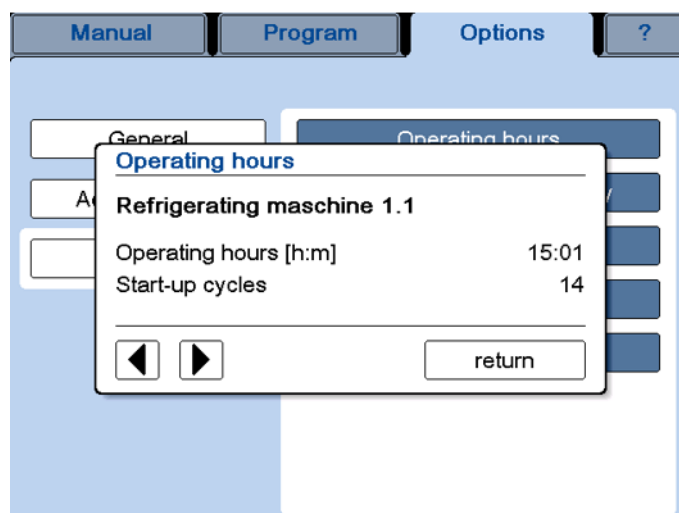 Manual Program Options ?
General
Operating hours
Operating hours
Refrigerating maschine 1.1
Operating hours [h:m] 15:01
Start-up cycles 14
return